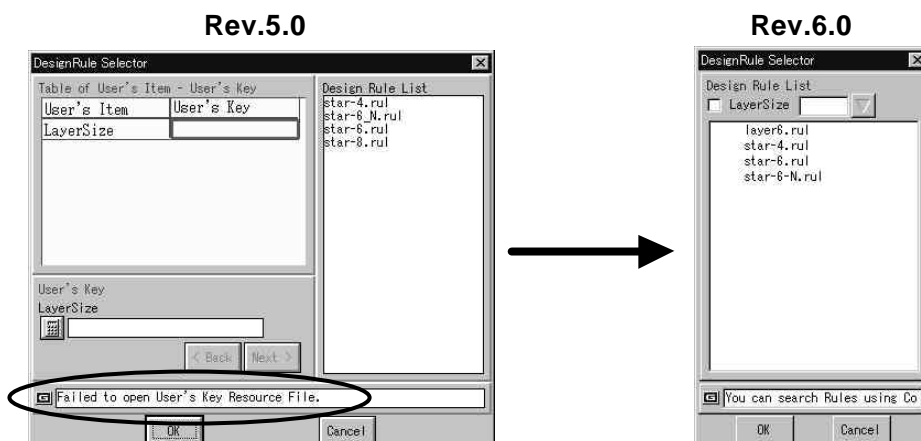 Rev.5.0
DesignRule Selector
Table of User's Item - User's Key
User's Item User's Key
LayerSize
Design Rule List
star-4.rul
star-6_N.rul
star-6.rul
star-8.rul
User's Key
LayerSize
< Back Next >
Failed to open User's Key Resource File.
OK Cancel
Rev.6.0
DesignRule Selector
Design Rule List
LayerSize
layer6.rul
star-4.rul
star-6.rul
star-6-N.rul
You can search Rules using Co
OK Cancel